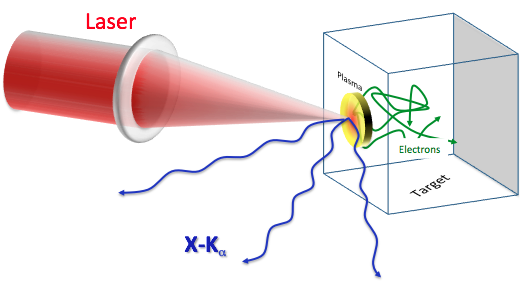 Laser
Plasma
Electrons
Target
X-Kα